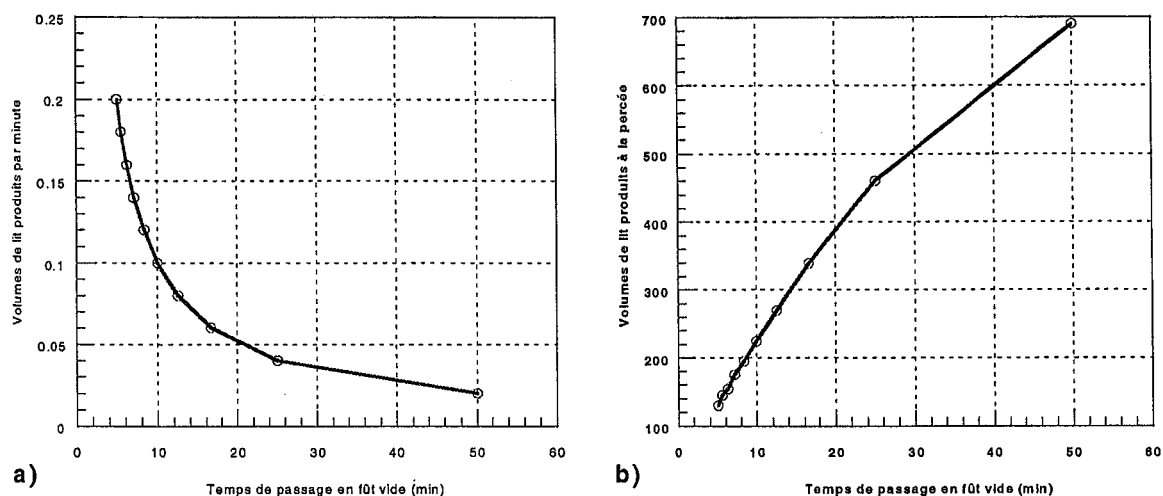 0.25
0.2
0.15
0.1
0.05
0
0 10 20 30 40 50 60
Volumes de lit produits par minute
Temps de passage en fût vide (min)
a)
700
600
500
400
300
200
100
0 10 20 30 40 50 60
Volumes de lit produits à la percée
Temps de passage en fût vide (min)
b)